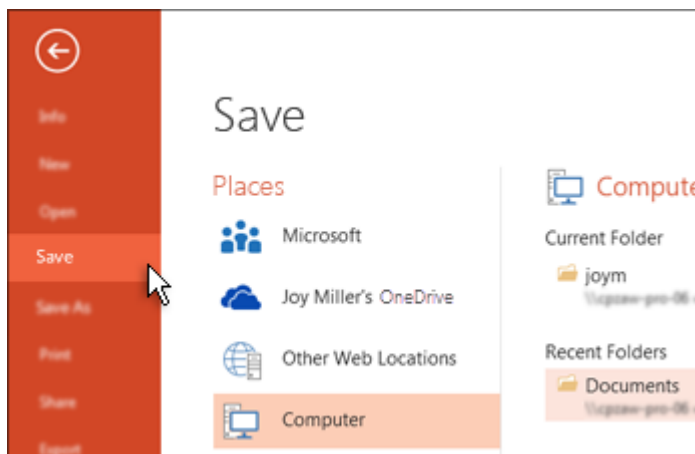 Info
New
Open
Save
Save As
Print
Share
Export
Save
Places
Microsoft
Joy Miller's OneDrive
Other Web Locations
Computer
Compute
Current Folder
joym
Recent Folders
Documents